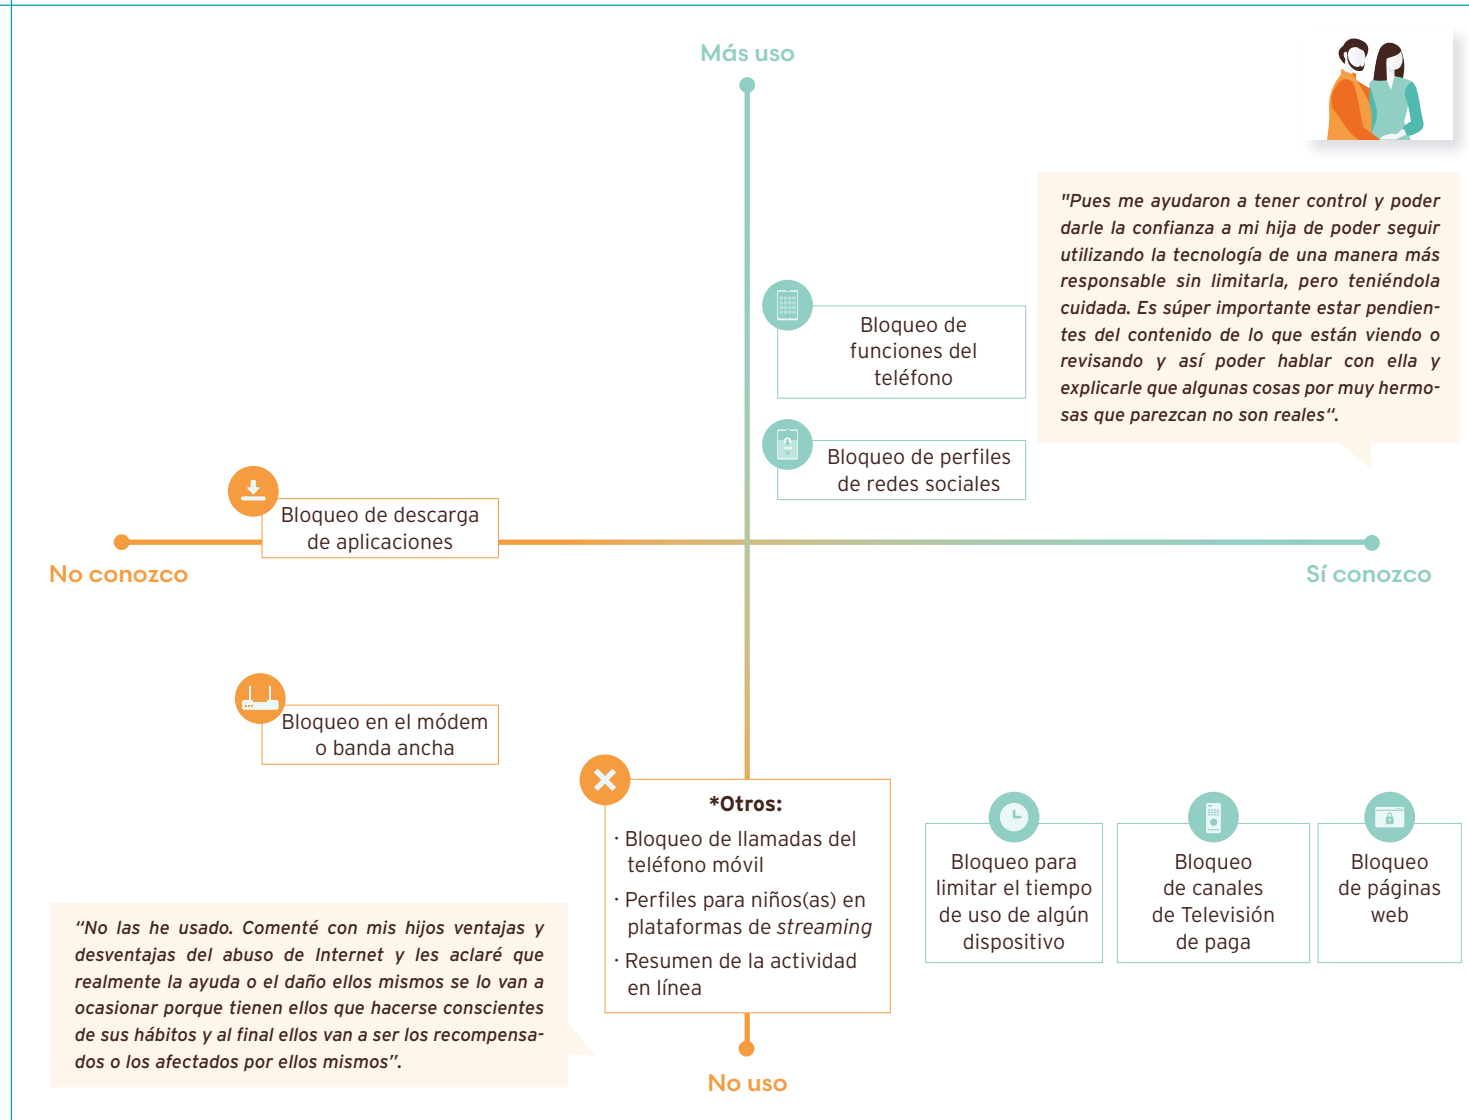 Más uso
"Pues me ayudaron a tener control y poder
darle la confianza a mi hija de poder seguir
utilizando la tecnología de una manera más
responsable sin limitarla, pero teniéndola
cuidada. Es súper importante estar pendien-
tes del contenido de lo que están viendo o
revisando y así poder hablar con ella y
explicarle que algunas cosas por muy hermo-
sas que parezcan no son reales“.
Bloqueo de
funciones del
teléfono
Bloqueo de perfiles
de redes sociales
Bloqueo de descarga
de aplicaciones
No conozco
Sí conozco
Bloqueo en el módem
o banda ancha
*Otros:
· Bloqueo de llamadas del
teléfono móvil
· Perfiles para niños(as) en
plataformas de streaming
· Resumen de la actividad
en línea
Bloqueo para
limitar el tiempo
de uso de algún
dispositivo
Bloqueo
de canales
de Televisión
de paga
Bloqueo
de páginas
web
“No las he usado. Comenté con mis hijos ventajas y
desventajas del abuso de Internet y les aclaré que
realmente la ayuda o el daño ellos mismos se lo van a
ocasionar porque tienen ellos que hacerse conscientes
de sus hábitos y al final ellos van a ser los recompensa-
dos o los afectados por ellos mismos”.
No uso